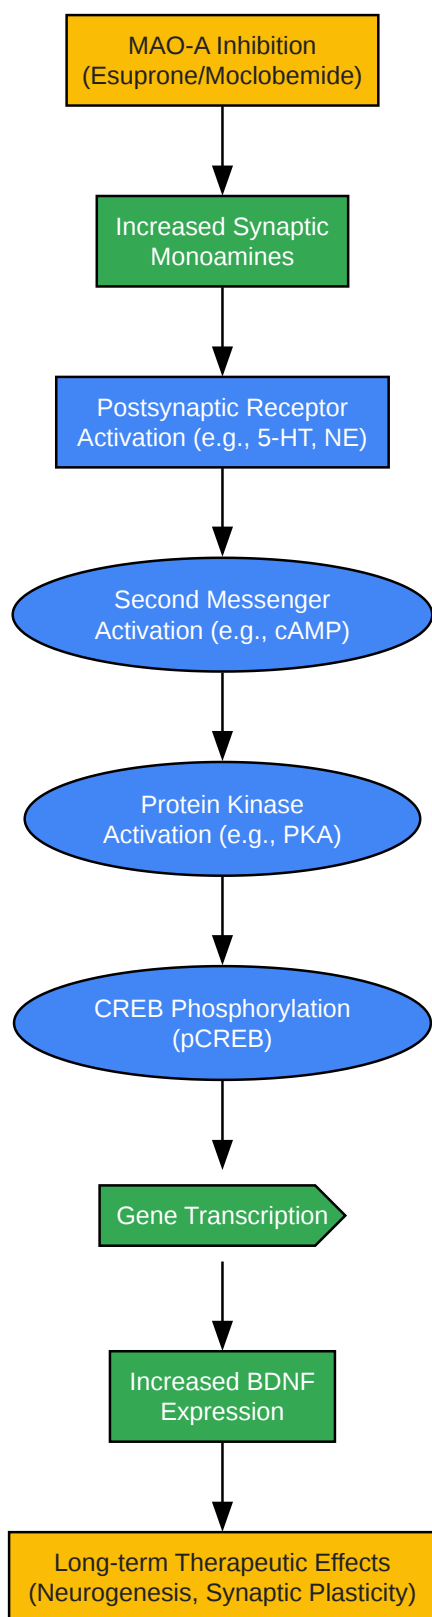 MAO-A Inhibition
(Esuprone/Moclobemide)
Increased Synaptic
Monoamines
Postsynaptic Receptor
Activation (e.g., 5-HT, NE)
Second Messenger
Activation (e.g., cAMP)
Protein Kinase
Activation (e.g., PKA)
CREB Phosphorylation
(pCREB)
Gene Transcription
Increased BDNF
Expression
Long-term Therapeutic Effects
(Neurogenesis, Synaptic Plasticity)